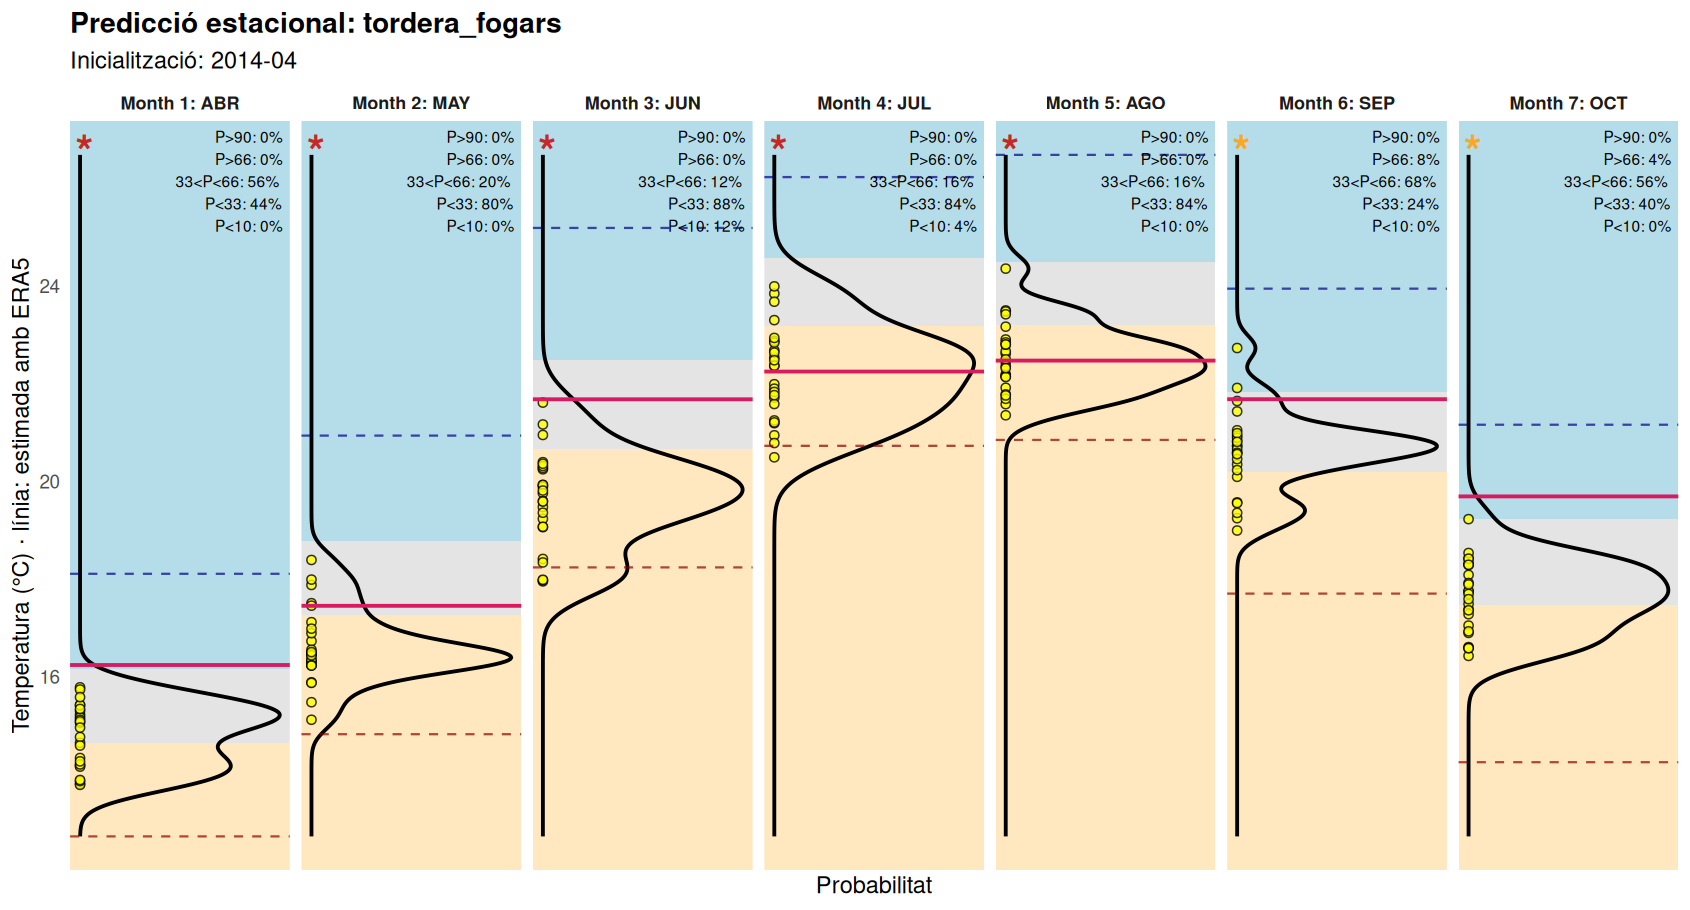 Predicció estacional: tordera_fogars
Inicialització: 2014-04
Month 1: ABR
P>90: 0%
P>66: 0%
33<P<66: 56%
P<33: 44%
P<10: 0%
Month 2: MAY
P>90: 0%
P>66: 0%
33<P<66: 20%
P<33: 80%
P<10: 0%
Month 3: JUN
P>90: 0%
P>66: 0%
33<P<66: 12%
P<33: 88%
P<10: 12%
Month 4: JUL
P>90: 0%
P>66: 0%
33<P<66: 16%
P<33: 84%
P<10: 4%
Month 5: AGO
P>90: 0%
P>66: 0%
33<P<66: 16%
P<33: 84%
P<10: 0%
Month 6: SEP
P>90: 0%
P>66: 8%
33<P<66: 68%
P<33: 24%
P<10: 0%
Month 7: OCT
P>90: 0%
P>66: 4%
33<P<66: 56%
P<33: 40%
P<10: 0%
Temperatura (°C) · línia: estimada amb ERA5
24
20
16
Probabilitat